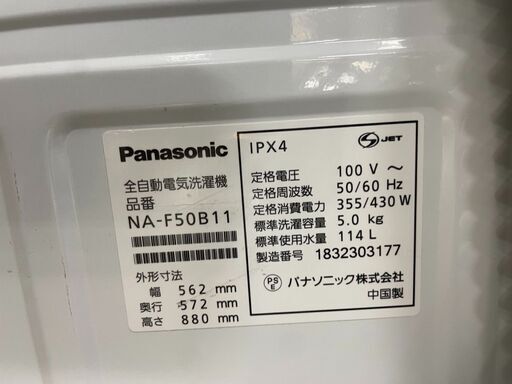 Panasonic
全自動電気洗濯機
品番
NA-F50B11
外形寸法
幅 562 mm
奥行 572 mm
高さ 880 mm
IPX4
S JET
定格電圧 100 V ～
定格周波数 50/60 Hz
定格消費電力 355/430 W
標準洗濯容量 5.0 kg
標準使用水量 114 L
製造番号 1832303177
PS E パナソニック株式会社
中国製